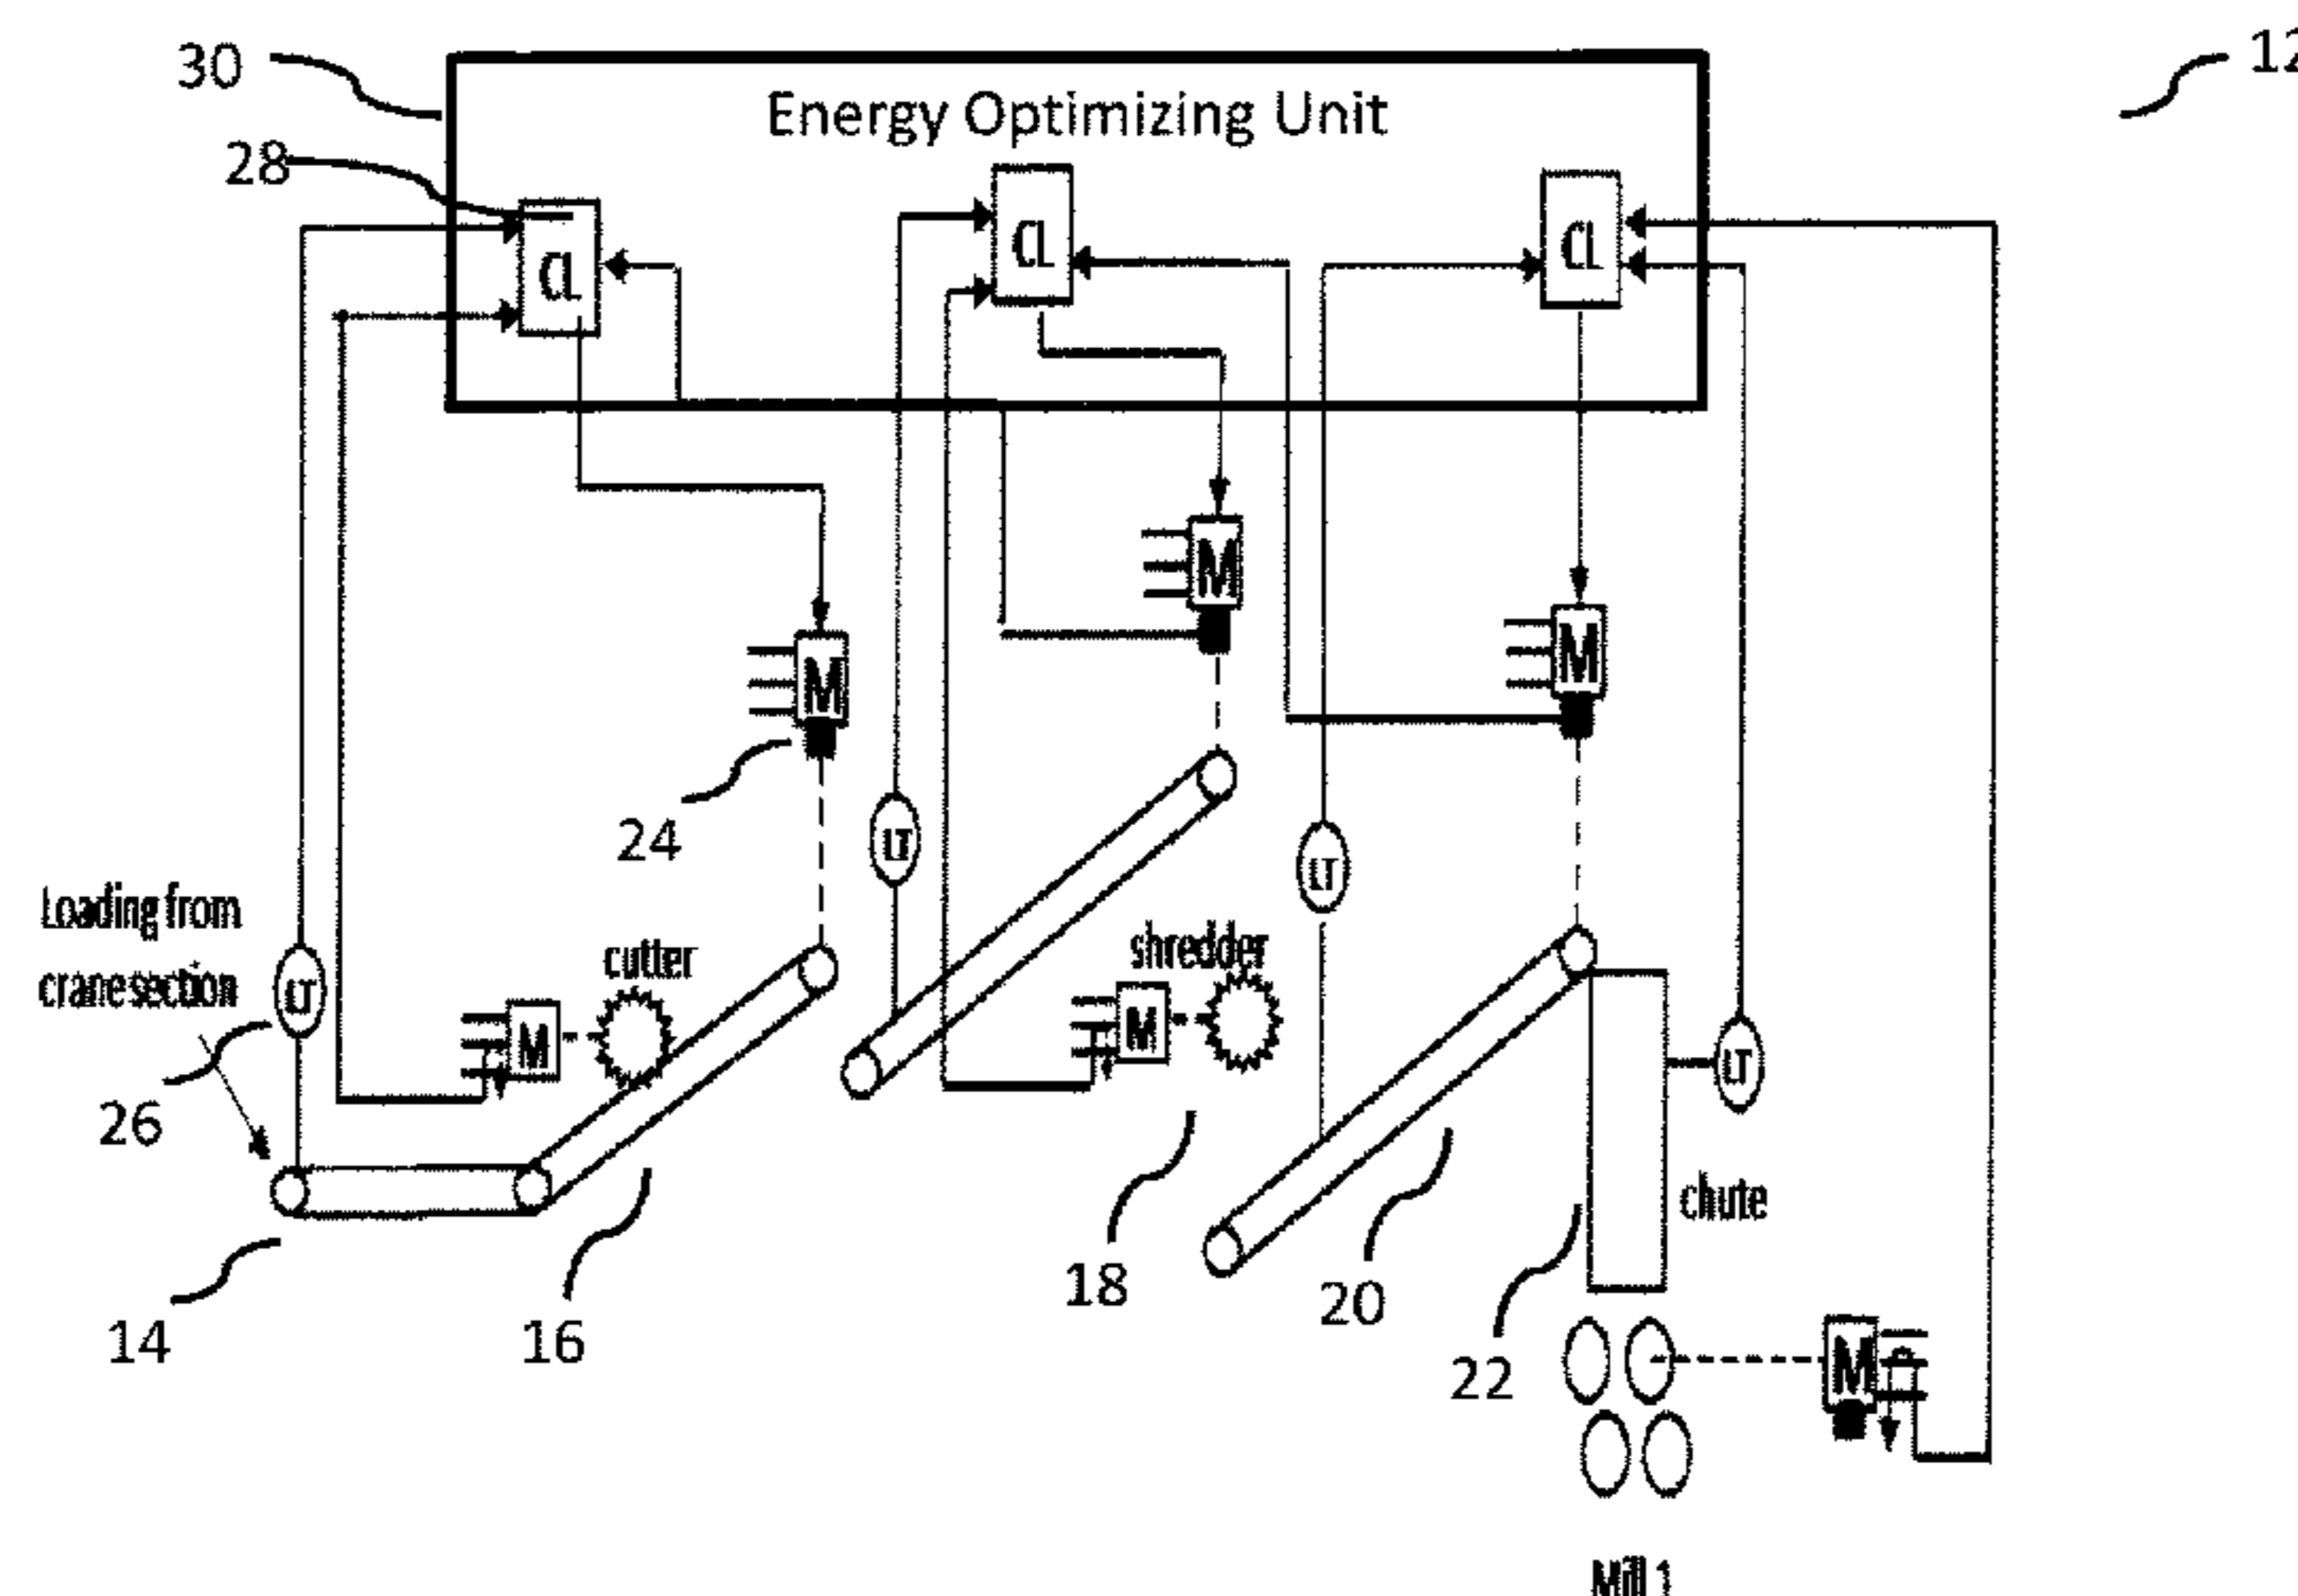 30
12
Energy Optimizing Unit
28
CL
CL
CL
M
M
M
24
LT
LT
Loading from
crane section
cutter
shredder
LT
M
M
LT
26
chute
18
20
14
16
22
M
Mill 1